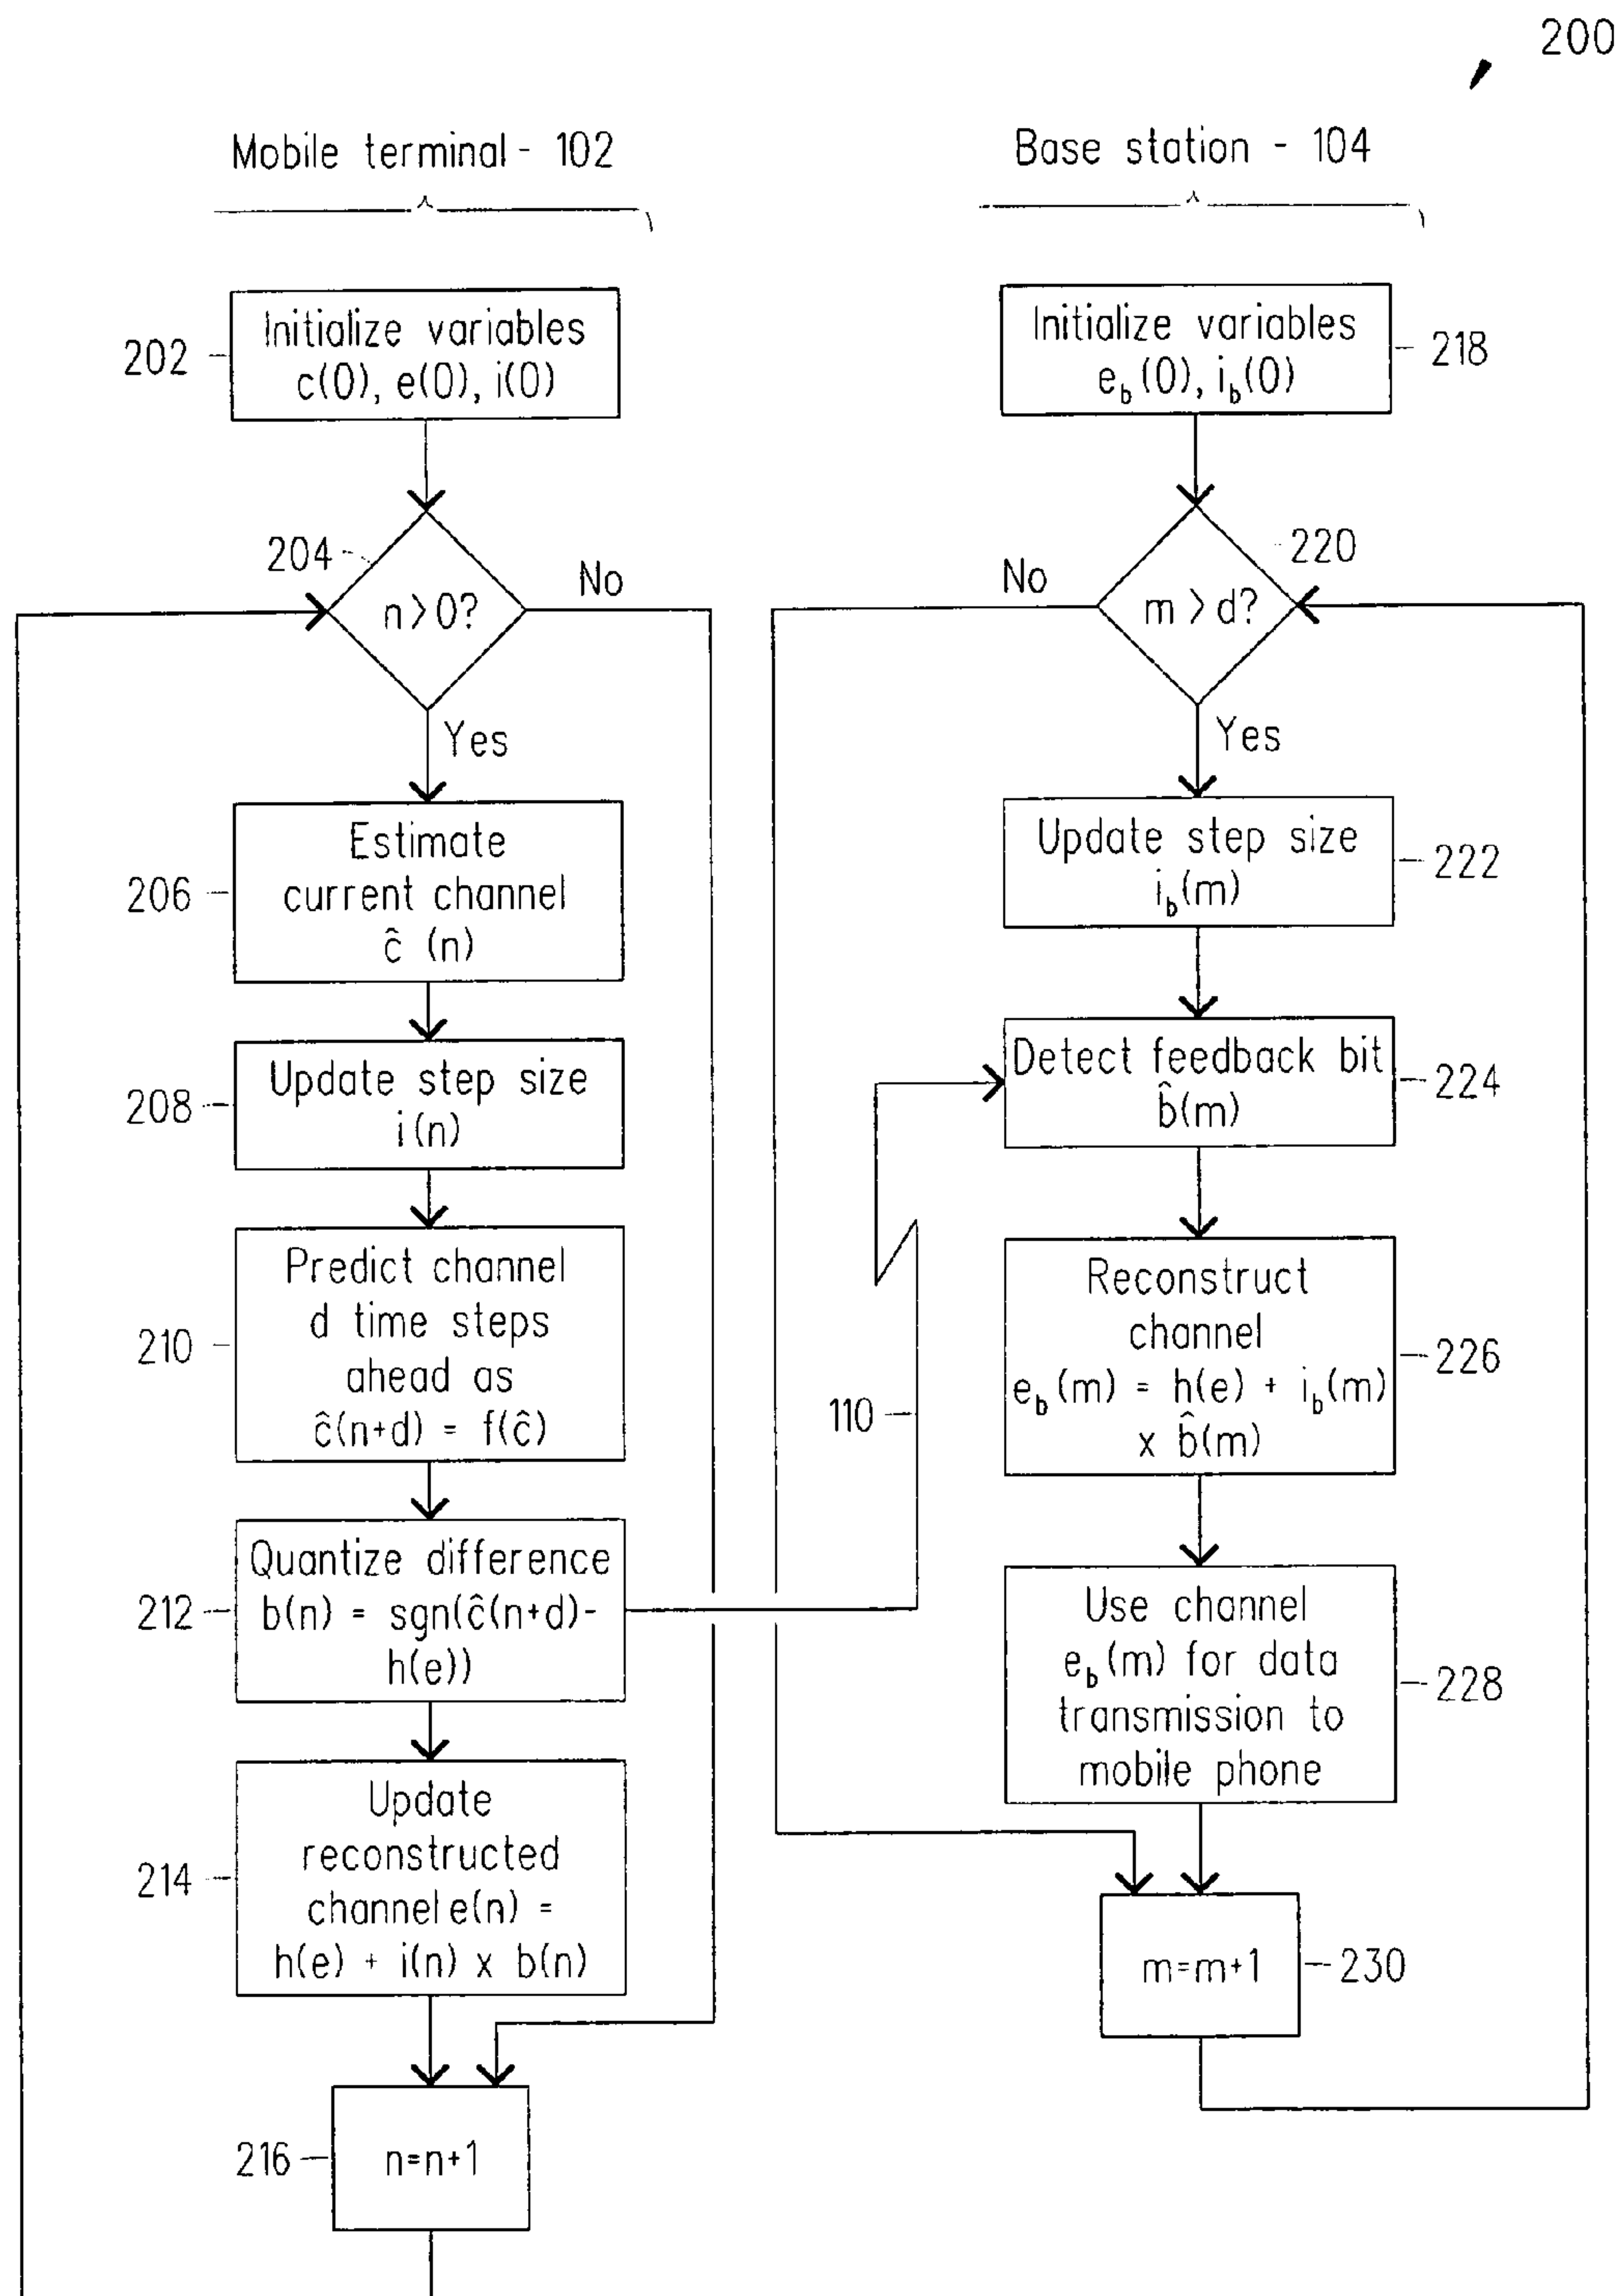 200
Mobile terminal - 102
Base station - 104
202
Initialize variables
c(0), e(0), i(0)
204
n>0?
No
Yes
206
Estimate
current channel
ĉ (n)
208
Update step size
i(n)
210
Predict channel
d time steps
ahead as
ĉ(n+d) = f(ĉ)
212
Quantize difference
b(n) = sgn(ĉ(n+d)-
h(e))
110
214
Update
reconstructed
channel e(n) =
h(e) + i(n) x b(n)
216
n=n+1
Initialize variables
e_b(0), i_b(0)
218
220
No
m >d?
Yes
Update step size
i_b(m)
222
Detect feedback bit
b̂(m)
224
Reconstruct
channel
e_b(m) = h(e) + i_b(m)
x b̂(m)
226
Use channel
e_b(m) for data
transmission to
mobile phone
228
m=m+1
230